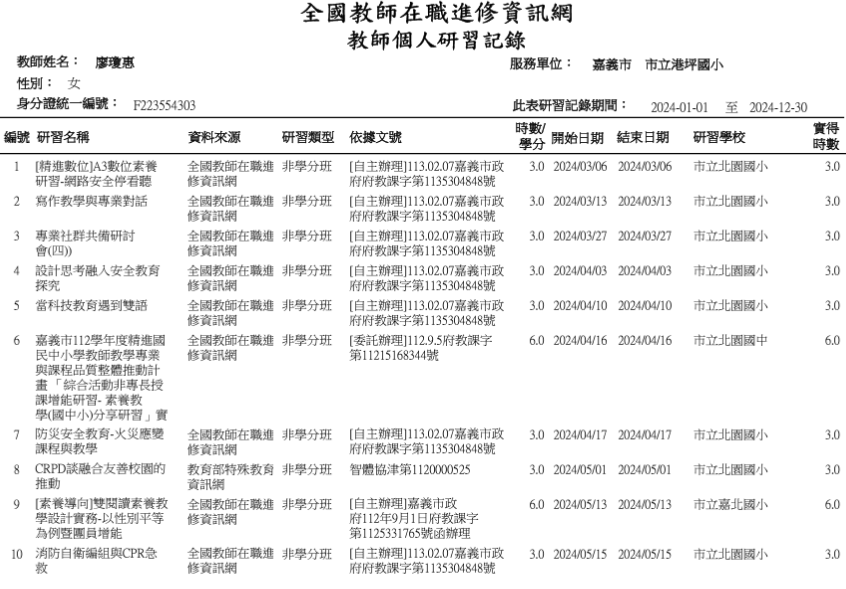 全國教師在職進修資訊網
教師個人研習記錄
教師姓名： 廖瓊惠 服務單位： 嘉義市 市立港坪國小
性別： 女
身分證統一編號： F223554303 此表研習記錄期間： 2024-01-01 至 2024-12-30
編號 研習名稱 資料來源 研習類型 依據文號 時數/ 開始日期 結束日期 研習學校 實得
學分 時數
1 [精進數位]A3數位素養 全國教師在職進 非學分班 [自主辦理]113.02.07嘉義市政 3.0 2024/03/06 2024/03/06 市立北園國小 3.0
研習-網路安全停看聽 修資訊網 府府教課字第1135304848號
2 寫作教學與專業對話 全國教師在職進 非學分班 [自主辦理]113.02.07嘉義市政 3.0 2024/03/13 2024/03/13 市立北園國小 3.0
修資訊網 府府教課字第1135304848號
3 專業社群共備研討 全國教師在職進 非學分班 [自主辦理]113.02.07嘉義市政 3.0 2024/03/27 2024/03/27 市立北園國小 3.0
會(四)) 修資訊網 府府教課字第1135304848號
4 設計思考融入安全教育 全國教師在職進 非學分班 [自主辦理]113.02.07嘉義市政 3.0 2024/04/03 2024/04/03 市立北園國小 3.0
探究 修資訊網 府府教課字第1135304848號
5 當科技教育遇到雙語 全國教師在職進 非學分班 [自主辦理]113.02.07嘉義市政 3.0 2024/04/10 2024/04/10 市立北園國小 3.0
修資訊網 府府教課字第1135304848號
6 嘉義市112學年度精進國 全國教師在職進 非學分班 [委託辦理]112.9.5府教課字 6.0 2024/04/16 2024/04/16 市立北園國中 6.0
民中小學教師教學專業 修資訊網 第11215168344號
與課程品質整體推動計
畫 「 綜合活動非專長授
課增能研習- 素養教
學(國中小)分享研習 」實
7 防災安全教育-火災應變 全國教師在職進 非學分班 [自主辦理]113.02.07嘉義市政 3.0 2024/04/17 2024/04/17 市立北園國小 3.0
課程與教學 修資訊網 府府教課字第1135304848號
8 CRPD談融合友善校園的 教育部特殊教育 非學分班 智體協津第1120000525 3.0 2024/05/01 2024/05/01 市立北園國小 3.0
推動 資訊網
9 [素養導向]雙閱讀素養教 全國教師在職進 非學分班 [自主辦理]嘉義市政 6.0 2024/05/13 2024/05/13 市立嘉北國小 6.0
學設計實務-以性別平等 修資訊網 府112年9月1日府教課字
為例暨團員增能 第1125331765號函辦理
10 消防自衛編組與CPR急 全國教師在職進 非學分班 [自主辦理]113.02.07嘉義市政 3.0 2024/05/15 2024/05/15 市立北園國小 3.0
救 修資訊網 府府教課字第1135304848號